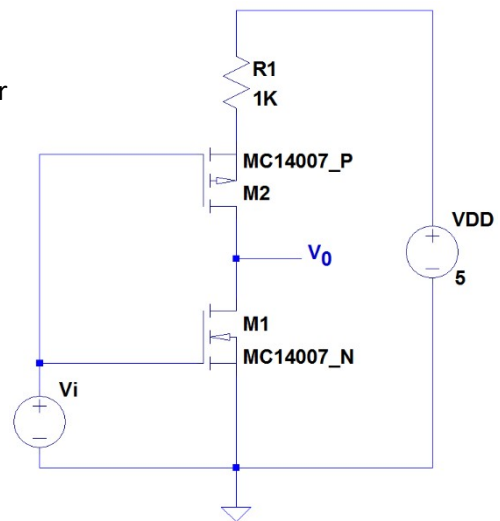 R1
r
1K
MC14007_P
M2
VDD
+
V0
−
5
M1
MC14007_N
Vi
+
−